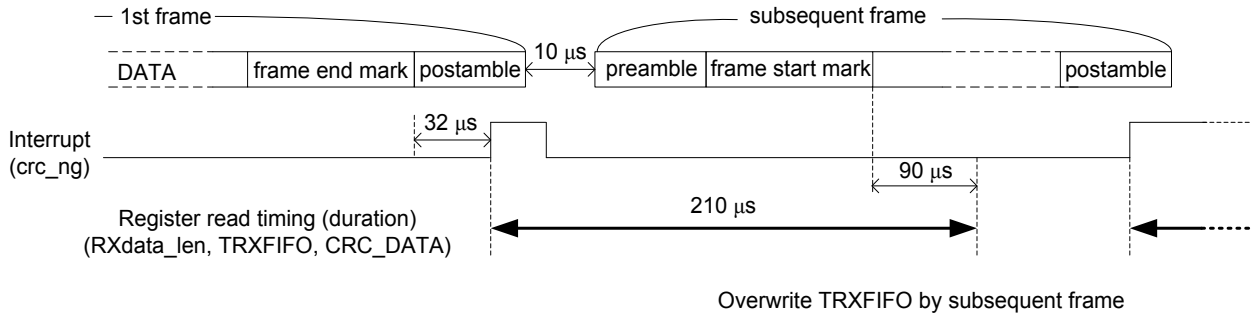 1st frame
subsequent frame
10 μs
DATA
frame end mark
postamble
preamble
frame start mark
postamble
32 μs
Interrupt
(crc_ng)
90 μs
210 μs
Register read timing (duration)
(RXdata_len, TRXFIFO, CRC_DATA)
Overwrite TRXFIFO by subsequent frame